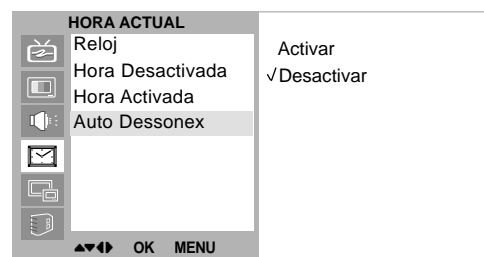 HORA ACTUAL
Reloj
Hora Desactivada
Hora Activada
Auto Dessonex
Activar
√Desactivar
▲▼◀▶ OK MENU